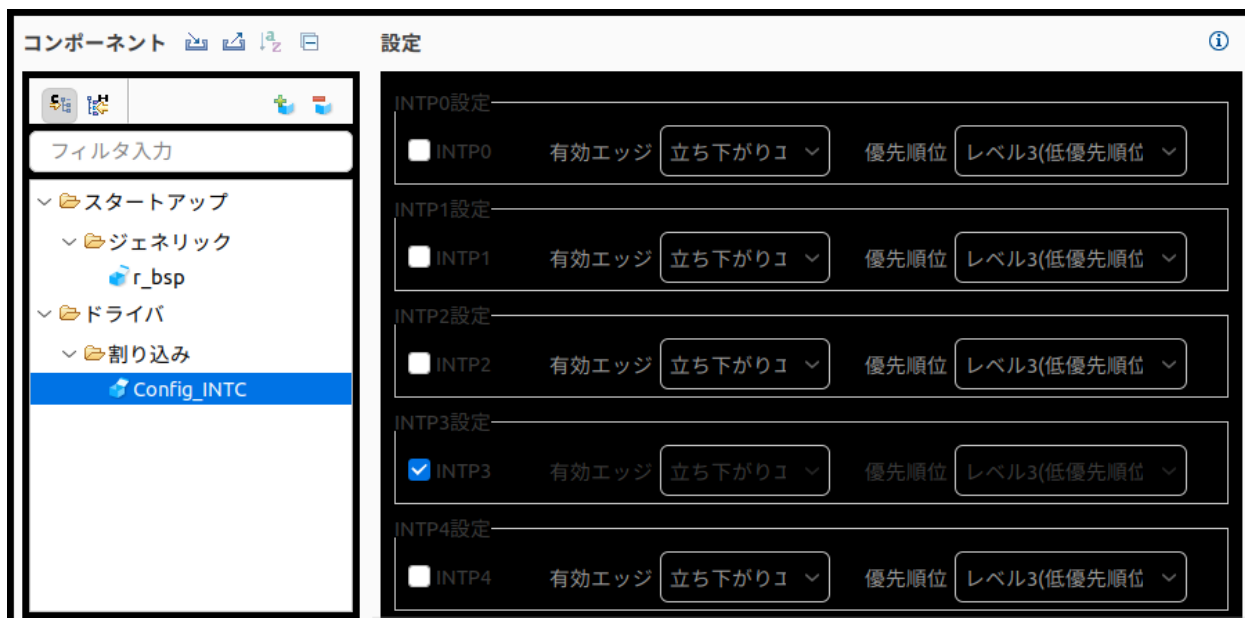 コンポーネント
設定
フィルタ入力
スタートアップ
ジェネリック
r_bsp
ドライバ
割り込み
Config_INTC
INTP0設定
INTP0 有効エッジ 立ち下がりエ 優先順位 レベル3(低優先順位
INTP1設定
INTP1 有効エッジ 立ち下がりエ 優先順位 レベル3(低優先順位
INTP2設定
INTP2 有効エッジ 立ち下がりエ 優先順位 レベル3(低優先順位
INTP3設定
INTP3 有効エッジ 立ち下がりエ 優先順位 レベル3(低優先順位
INTP4設定
INTP4 有効エッジ 立ち下がりエ 優先順位 レベル3(低優先順位